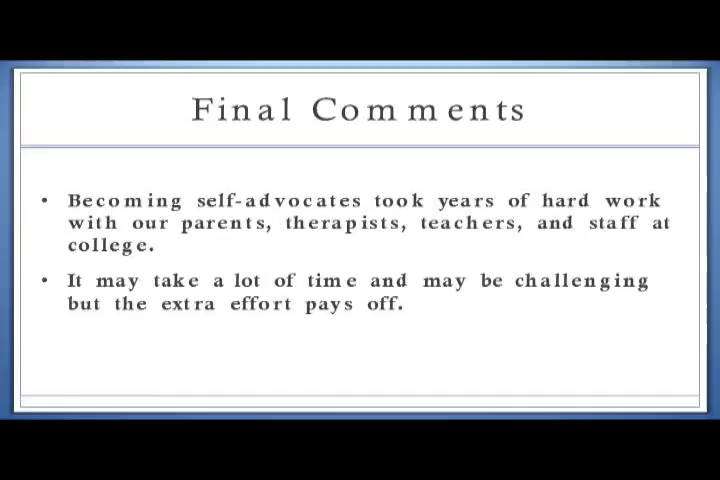 Final Comments
• Becoming self-advocates took years of hard work
with our parents, therapists, teachers, and staff at
college.
• It may take a lot of time and may be challenging
but the extra effort pays off.